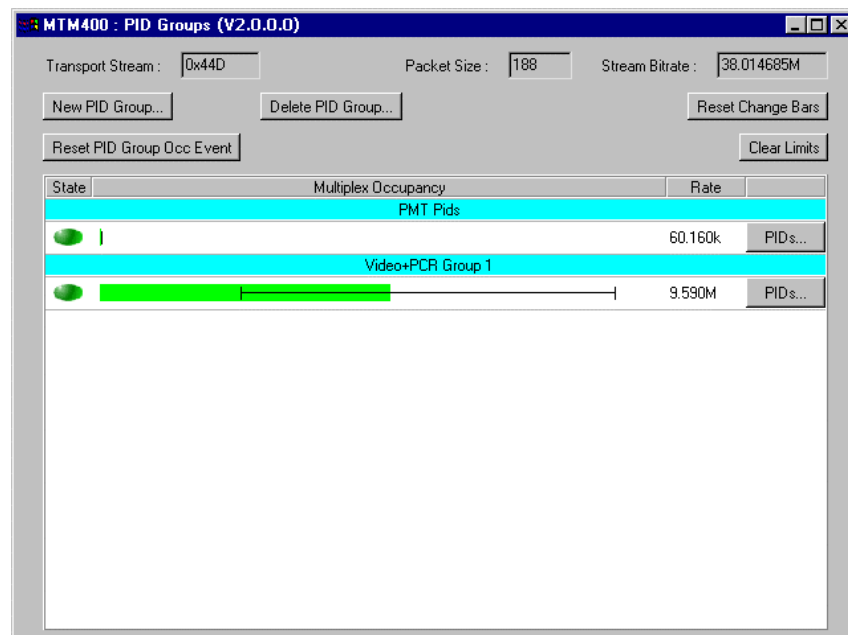 MTM400 : PID Groups (V2.0.0.0)
Transport Stream : 0x44D Packet Size : 188 Stream Bitrate : 38.014685M
New PID Group... Delete PID Group... Reset Change Bars
Reset PID Group Occ Event Clear Limits
State Multiplex Occupancy Rate
PMT Pids
60.160k PIDs...
Video+PCR Group 1
9.590M PIDs...